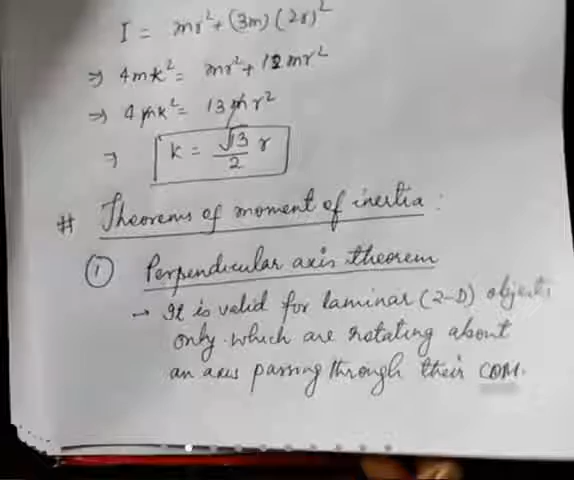 I = mr² + (3m) (2r)²
⇒ 4mk² = mr² + 12mr²
⇒ 4mk² = 13mr²
⇒ k = √13/2 r
# Theorems of moment of inertia :
① Perpendicular axis theorem
→ It is valid for laminar (2-D) objects
only which are rotating about
an axis passing through their COM.